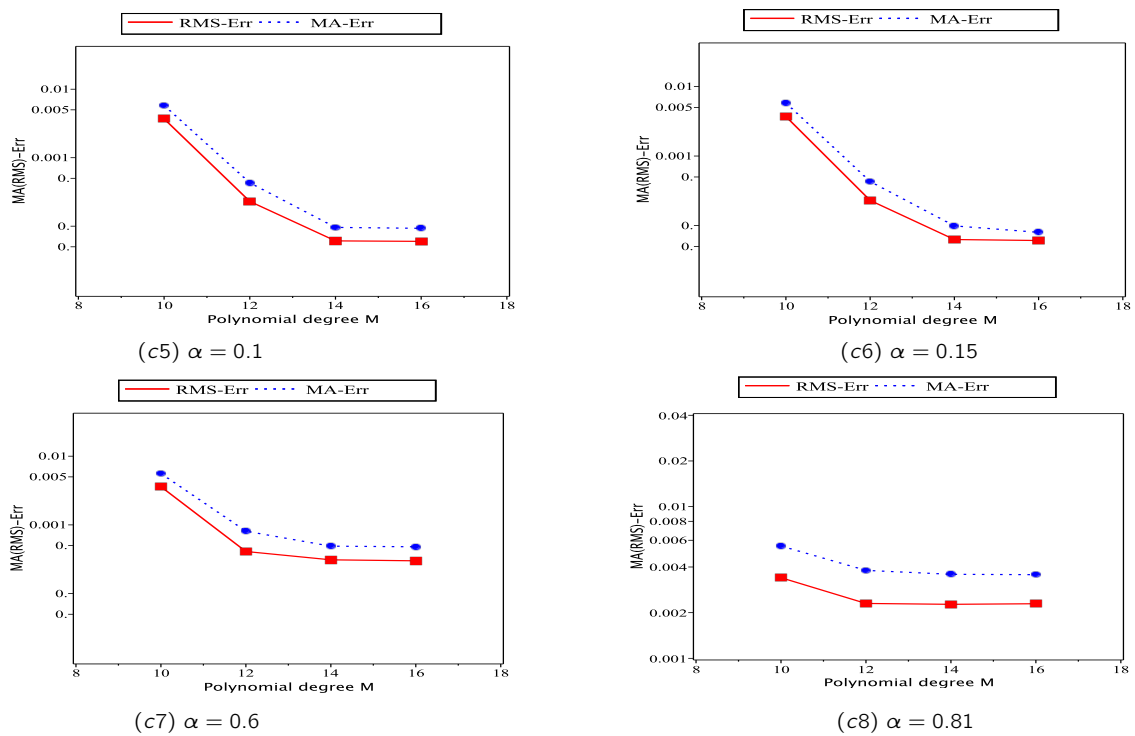 RMS-Err MA-Err
0.01
0.005
0.001
0.
0.
0.
MA(RMS)-Err
8 10 12 14 16 18
Polynomial degree M
(c5) α = 0.1
RMS-Err MA-Err
0.01
0.005
0.001
0.
0.
0.
MA(RMS)-Err
8 10 12 14 16 18
Polynomial degree M
(c6) α = 0.15
RMS-Err MA-Err
0.01
0.005
0.001
0.
0.
0.
MA(RMS)-Err
8 10 12 14 16 18
Polynomial degree M
(c7) α = 0.6
RMS-Err MA-Err
0.04
0.02
0.01
0.008
0.006
0.004
0.002
0.001
MA(RMS)-Err
8 10 12 14 16 18
Polynomial degree M
(c8) α = 0.81